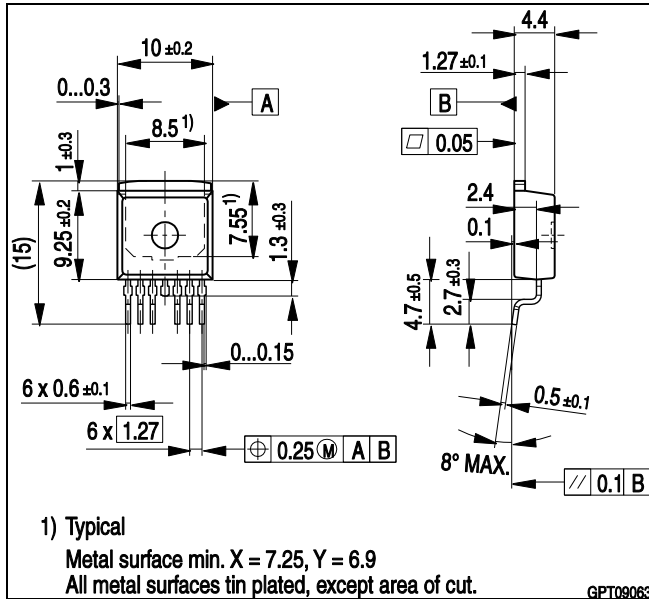 4.4
10 ±0.2
1.27 ±0.1
0...0.3
A
B
8.5 1)
0.05
1 ±0.3
7.55 1)
2.4
(15)
9.25 ±0.2
1.3 ±0.3
0.1
4.7 ±0.5
2.7 ±0.3
0...0.15
6 x 0.6 ±0.1
0.5 ±0.1
6 x 1.27
0.25 Ⓜ A B
8° MAX.
// 0.1 B
1) Typical
Metal surface min. X = 7.25, Y = 6.9
All metal surfaces tin plated, except area of cut.
GPT09063